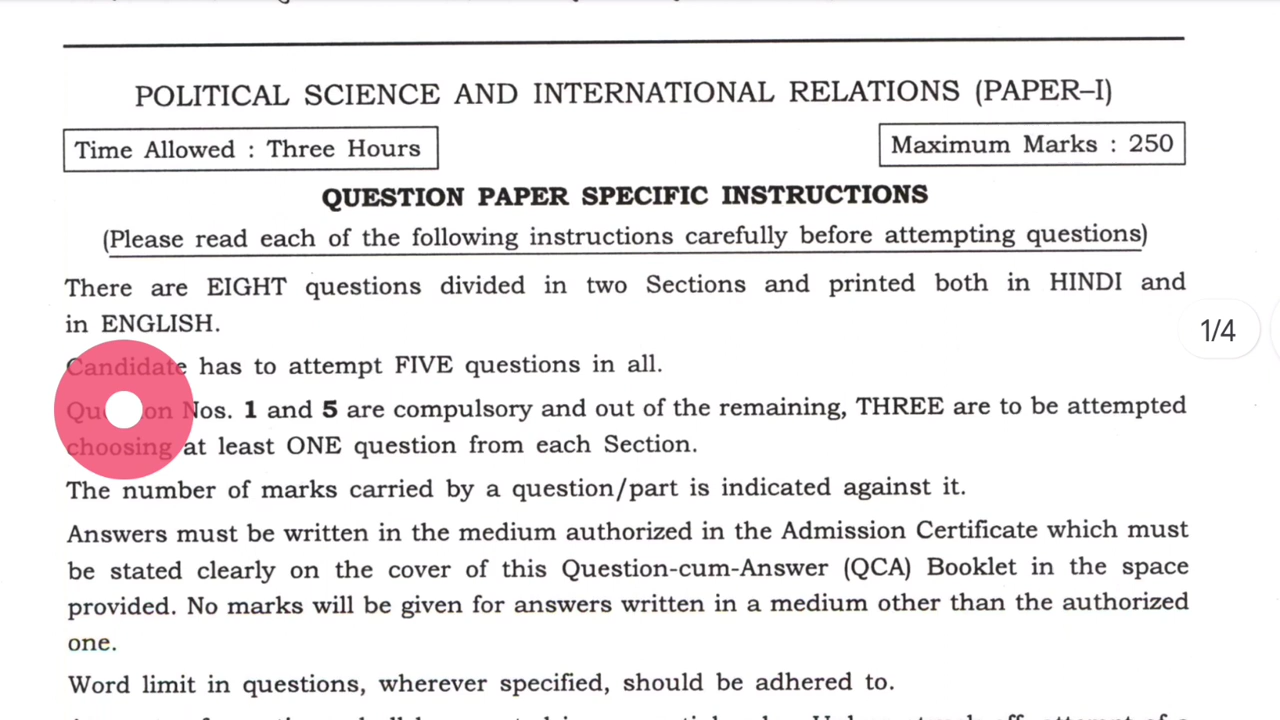 POLITICAL SCIENCE AND INTERNATIONAL RELATIONS (PAPER–I)
Time Allowed : Three Hours
Maximum Marks : 250
QUESTION PAPER SPECIFIC INSTRUCTIONS
(Please read each of the following instructions carefully before attempting questions)
There are EIGHT questions divided in two Sections and printed both in HINDI and
in ENGLISH.
1/4
Candidate has to attempt FIVE questions in all.
Question Nos. 1 and 5 are compulsory and out of the remaining, THREE are to be attempted
choosing at least ONE question from each Section.
The number of marks carried by a question/part is indicated against it.
Answers must be written in the medium authorized in the Admission Certificate which must
be stated clearly on the cover of this Question-cum-Answer (QCA) Booklet in the space
provided. No marks will be given for answers written in a medium other than the authorized
one.
Word limit in questions, wherever specified, should be adhered to.